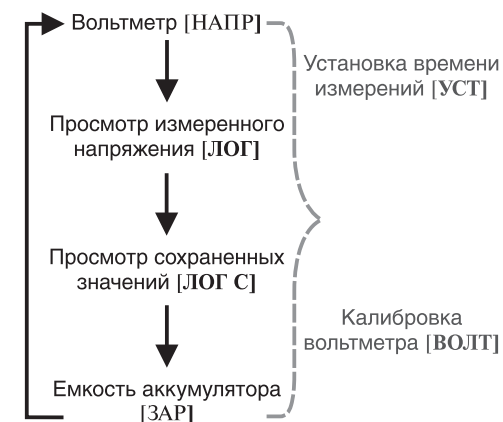 Вольтметр [НАПР]
Установка времени
измерений [УСТ]
Просмотр измеренного
напряжения [ЛОГ]
Просмотр сохраненных
значений [ЛОГ С]
Калибровка
вольтметра [ВОЛТ]
Емкость аккумулятора
[ЗАР]